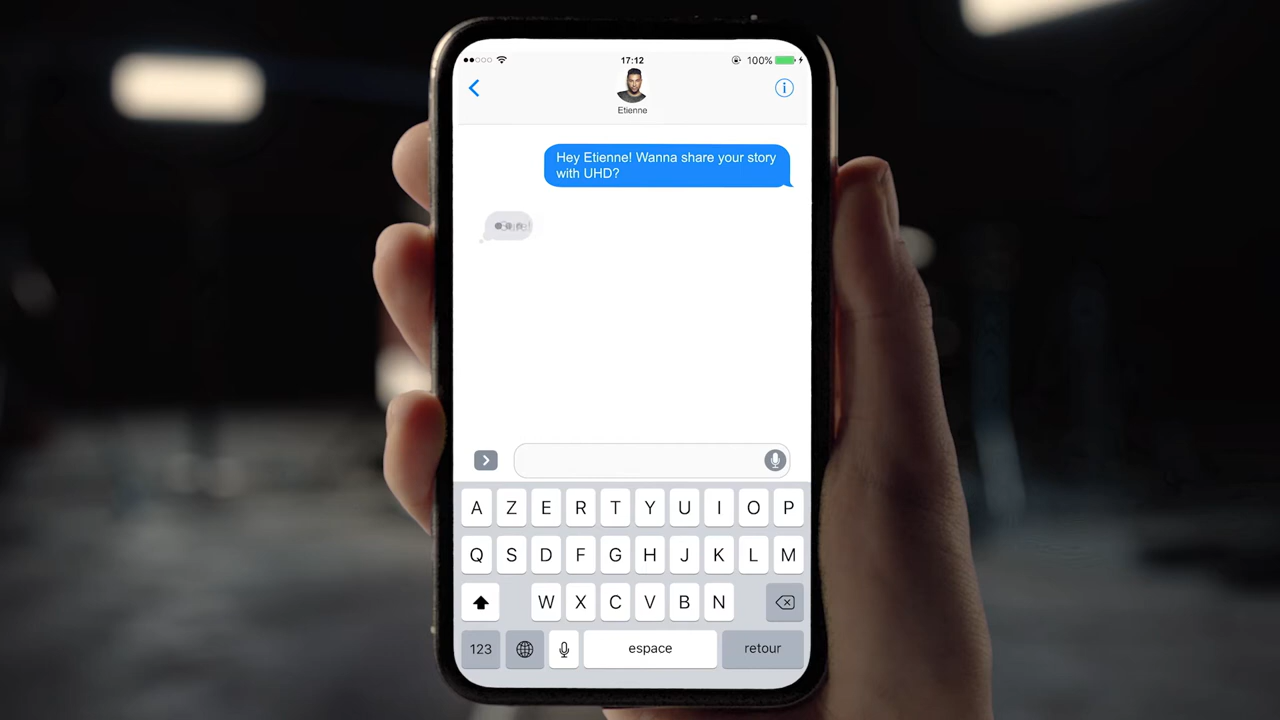 17:12
100%
Etienne
Hey Etienne! Wanna share your story
with UHD?
A Z E R T Y U I O P
Q S D F G H J K L M
W X C V B N
123 espace retour